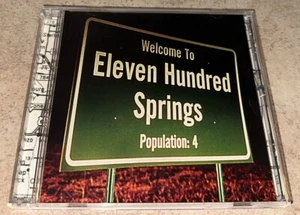 Welcome To
Eleven Hundred
Springs
Population: 4